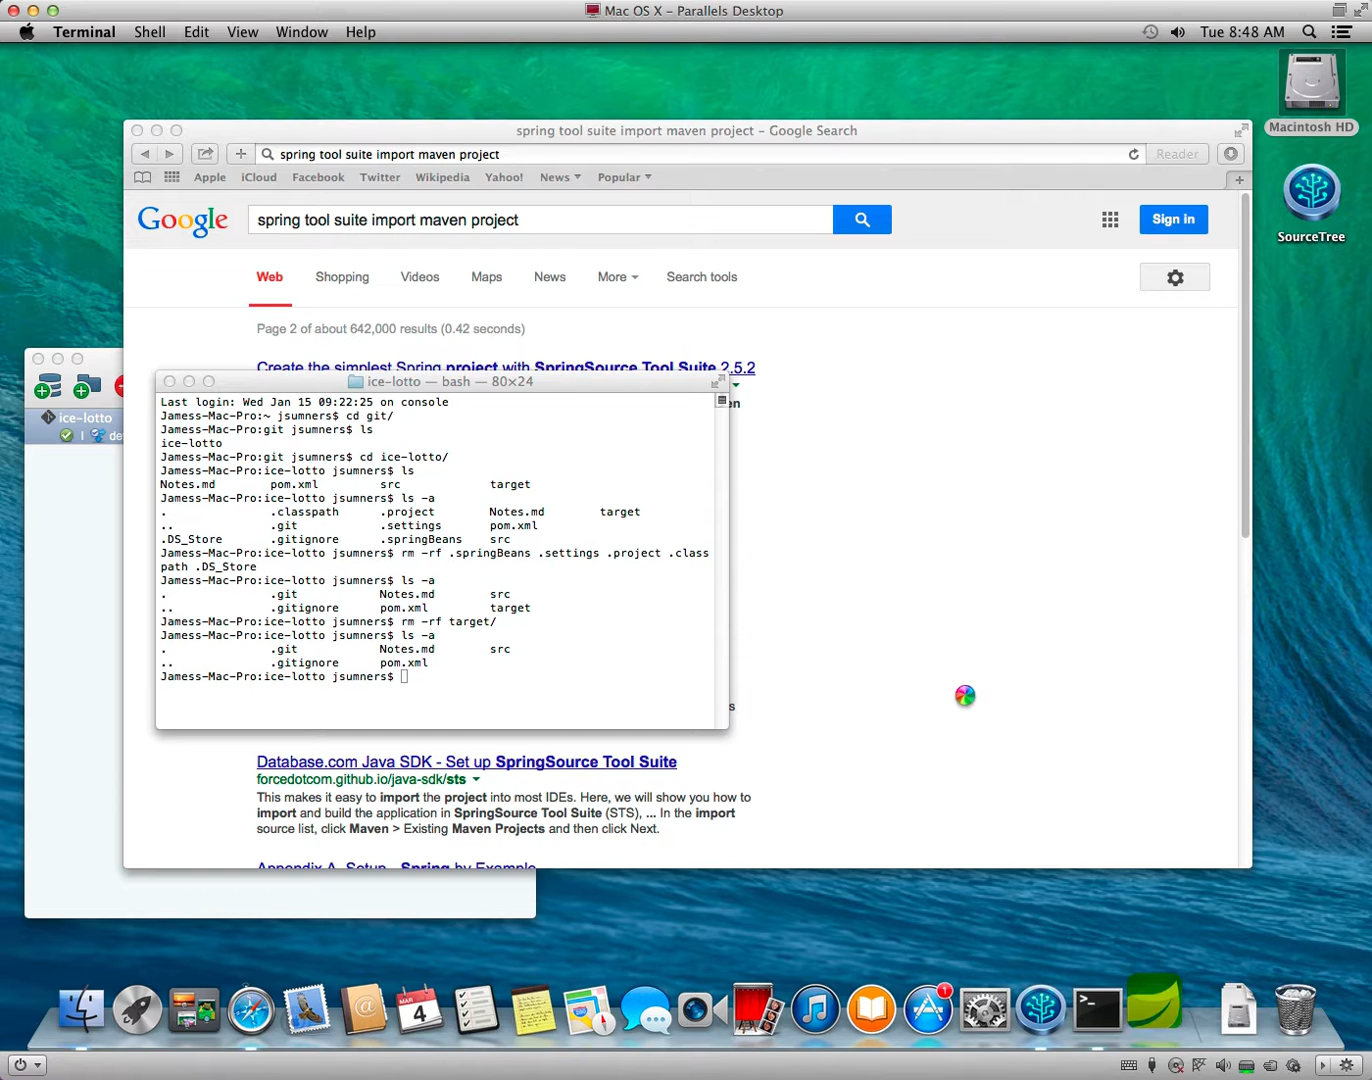 Mac OS X - Parallels Desktop
Terminal Shell Edit View Window Help
Tue 8:48 AM
Macintosh HD
SourceTree
spring tool suite import maven project - Google Search
spring tool suite import maven project
Reader
Apple iCloud Facebook Twitter Wikipedia Yahoo! News Popular
Google
spring tool suite import maven project
Sign in
Web Shopping Videos Maps News More Search tools
Page 2 of about 642,000 results (0.42 seconds)
Create the simplest Spring project with SpringSource Tool Suite 2.5.2
en
ice-lotto
ice-lotto — bash — 80×24
Last login: Wed Jan 15 09:22:25 on console
Jamess-Mac-Pro:~ jsumners$ cd git/
Jamess-Mac-Pro:git jsumners$ ls
ice-lotto
Jamess-Mac-Pro:git jsumners$ cd ice-lotto/
Jamess-Mac-Pro:ice-lotto jsumners$ ls
Notes.md pom.xml src target
Jamess-Mac-Pro:ice-lotto jsumners$ ls -a
. .classpath .project Notes.md target
.. .git .settings pom.xml
.DS_Store .gitignore .springBeans src
Jamess-Mac-Pro:ice-lotto jsumners$ rm -rf .springBeans .settings .project .class
path .DS_Store
Jamess-Mac-Pro:ice-lotto jsumners$ ls -a
. .git Notes.md src
.. .gitignore pom.xml target
Jamess-Mac-Pro:ice-lotto jsumners$ rm -rf target/
Jamess-Mac-Pro:ice-lotto jsumners$ ls -a
. .git Notes.md src
.. .gitignore pom.xml
Jamess-Mac-Pro:ice-lotto jsumners$
s
Database.com Java SDK - Set up SpringSource Tool Suite
forcedotcom.github.io/java-sdk/sts
This makes it easy to import the project into most IDEs. Here, we will show you how to
import and build the application in SpringSource Tool Suite (STS), ... In the import
source list, click Maven > Existing Maven Projects and then click Next.
Appendix A. Setup - Spring by Example
MAR
4
1